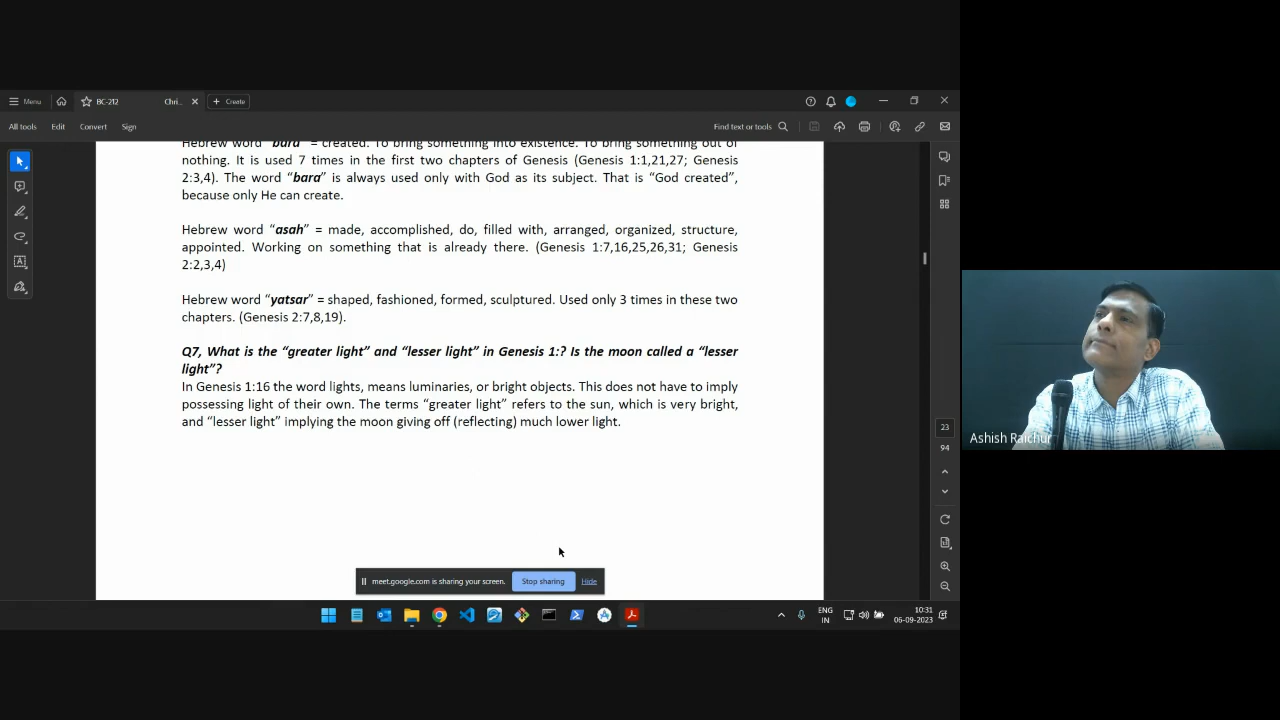 Menu
BC-212
Chri...
Create
All tools
Edit
Convert
Sign
Find text or tools
Hebrew word "bara" = created. To bring something into existence. To bring something out of
nothing. It is used 7 times in the first two chapters of Genesis (Genesis 1:1,21,27; Genesis
2:3,4). The word "bara" is always used only with God as its subject. That is "God created",
because only He can create.
Hebrew word "asah" = made, accomplished, do, filled with, arranged, organized, structure,
appointed. Working on something that is already there. (Genesis 1:7,16,25,26,31; Genesis
2:2,3,4)
Hebrew word "yatsar" = shaped, fashioned, formed, sculptured. Used only 3 times in these two
chapters. (Genesis 2:7,8,19).
Q7, What is the "greater light" and "lesser light" in Genesis 1:? Is the moon called a "lesser
light"?
In Genesis 1:16 the word lights, means luminaries, or bright objects. This does not have to imply
possessing light of their own. The terms "greater light" refers to the sun, which is very bright,
and "lesser light" implying the moon giving off (reflecting) much lower light.
23
94
Ashish Raichur
meet.google.com is sharing your screen.
Stop sharing
Hide
ENG
IN
10:31
06-09-2023